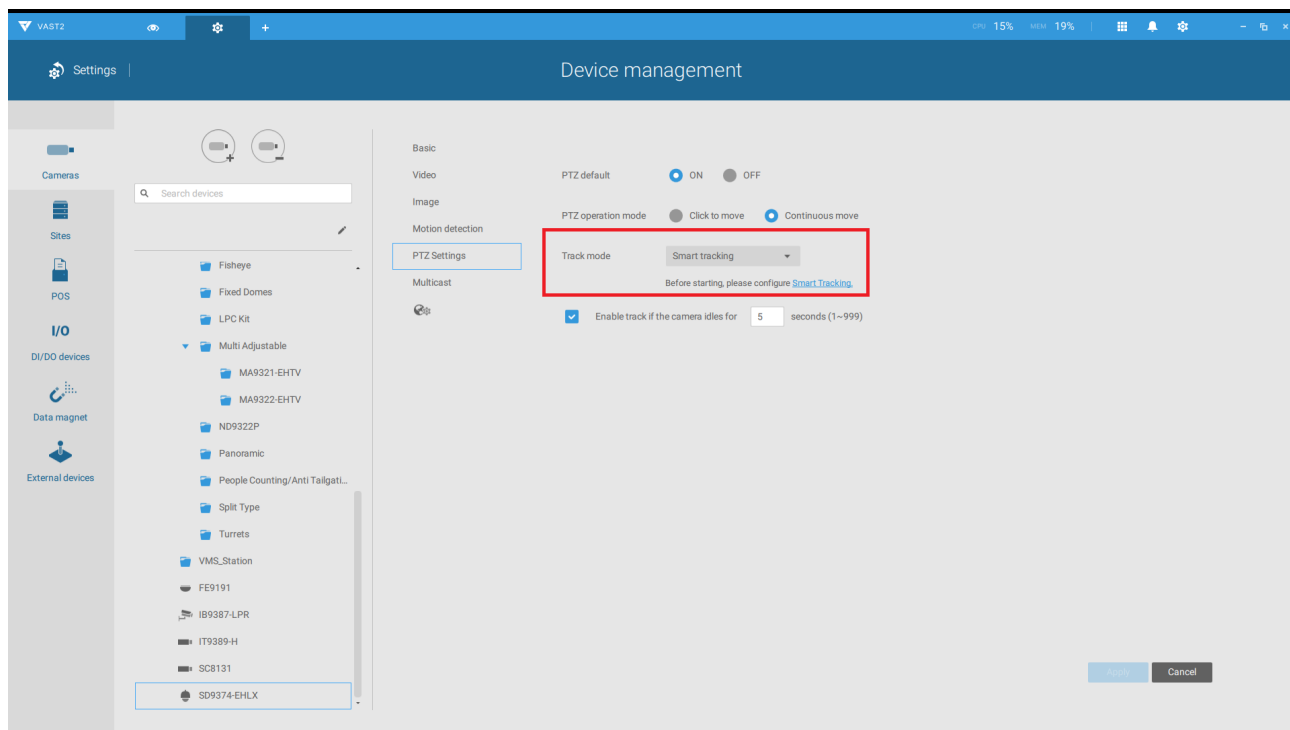 VAST2
CPU 15% MEM 19%
Settings
Device management
Cameras
Sites
POS
I/O
DI/DO devices
Data magnet
External devices
Search devices
Fisheye
Fixed Domes
LPC Kit
Multi Adjustable
MA9321-EHTV
MA9322-EHTV
ND9322P
Panoramic
People Counting/Anti Tailgati...
Split Type
Turrets
VMS_Station
FE9191
IB9387-LPR
IT9389-H
SC8131
SD9374-EHLX
Basic
Video
Image
Motion detection
PTZ Settings
Multicast
PTZ default ON OFF
PTZ operation mode Click to move Continuous move
Track mode Smart tracking
Before starting, please configure Smart Tracking.
Enable track if the camera idles for 5 seconds (1~999)
Apply Cancel